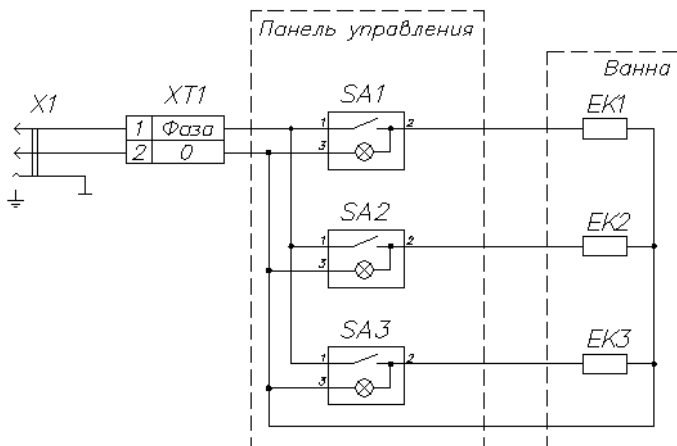 Панель управления
Ванна
X1
XT1
1 Фаза
2 0
SA1
1
2
3
EK1
SA2
1
2
3
EK2
SA3
1
2
3
EK3